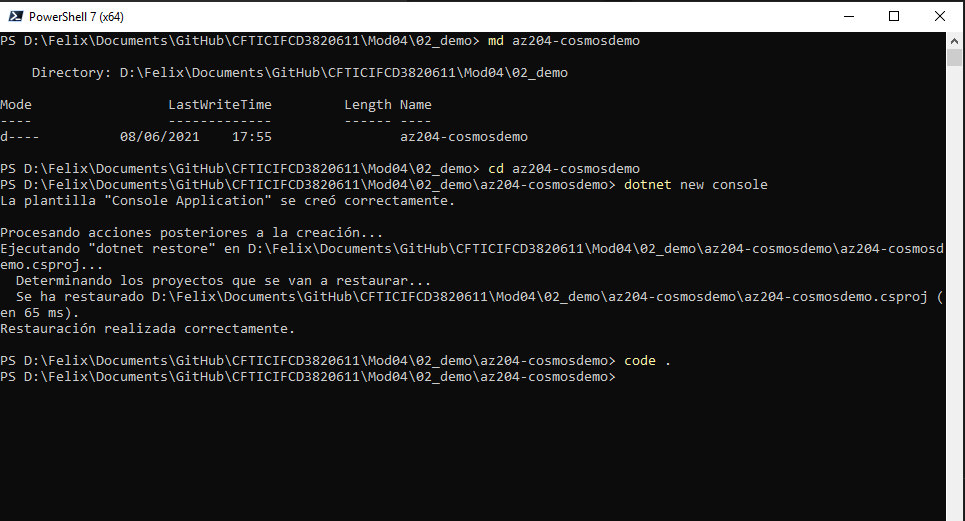 PowerShell 7 (x64)
PS D:\Felix\Documents\GitHub\CFTICIFCD3820611\Mod04\02_demo> md az204-cosmosdemo
    Directory: D:\Felix\Documents\GitHub\CFTICIFCD3820611\Mod04\02_demo
Mode                 LastWriteTime         Length Name
----                 -------------         ------ ----
d----          08/06/2021    17:55                az204-cosmosdemo
PS D:\Felix\Documents\GitHub\CFTICIFCD3820611\Mod04\02_demo> cd az204-cosmosdemo
PS D:\Felix\Documents\GitHub\CFTICIFCD3820611\Mod04\02_demo\az204-cosmosdemo> dotnet new console
La plantilla "Console Application" se creó correctamente.
Procesando acciones posteriores a la creación...
Ejecutando "dotnet restore" en D:\Felix\Documents\GitHub\CFTICIFCD3820611\Mod04\02_demo\az204-cosmosdemo\az204-cosmosd
emo.csproj...
  Determinando los proyectos que se van a restaurar...
  Se ha restaurado D:\Felix\Documents\GitHub\CFTICIFCD3820611\Mod04\02_demo\az204-cosmosdemo\az204-cosmosdemo.csproj (
en 65 ms).
Restauración realizada correctamente.
PS D:\Felix\Documents\GitHub\CFTICIFCD3820611\Mod04\02_demo\az204-cosmosdemo> code .
PS D:\Felix\Documents\GitHub\CFTICIFCD3820611\Mod04\02_demo\az204-cosmosdemo>